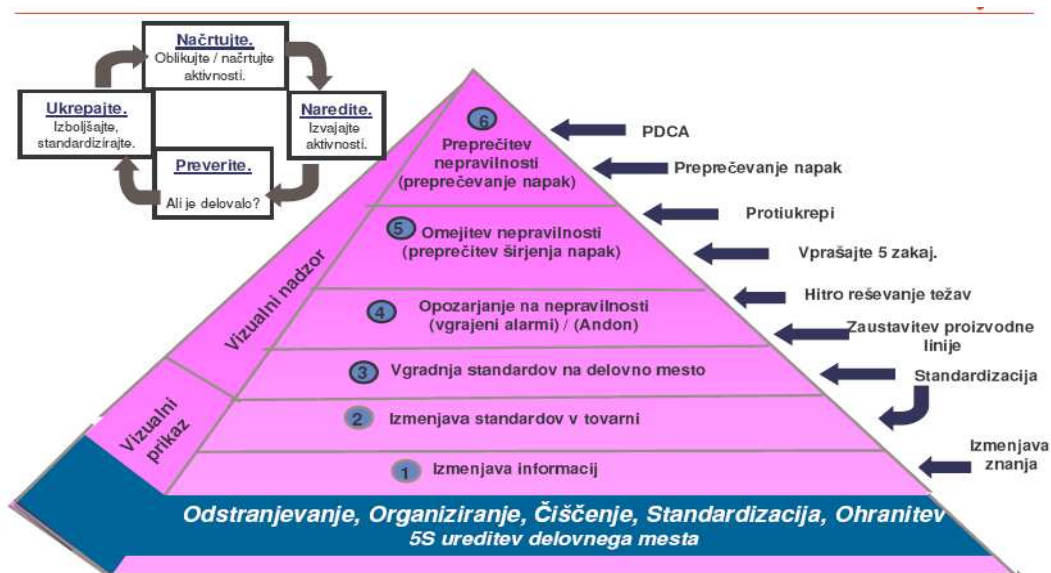 Načrtujte.
Oblikujte / načrtujte
aktivnosti.
Ukrepajte.
Izboljšajte,
standardizirajte.
Naredite.
Izvajajte
aktivnosti.
Preverite.
Ali je delovalo?
6
Preprečitev
nepravilnosti
(preprečevanje napak)
5
Omejitev nepravilnosti
(preprečitev širjenja napak)
4
Opozarjanje na nepravilnosti
(vgrajeni alarmi) / (Andon)
3
Vgradnja standardov na delovno mesto
2
Izmenjava standardov v tovarni
1
Izmenjava informacij
Vizualni nadzor
Vizualni
prikaz
PDCA
Preprečevanje napak
Protiukrepi
Vprašajte 5 zakaj.
Hitro reševanje težav
Zaustavitev proizvodne
linije
Standardizacija
Izmenjava
znanja
Odstranjevanje, Organiziranje, Čiščenje, Standardizacija, Ohranitev
5S ureditev delovnega mesta